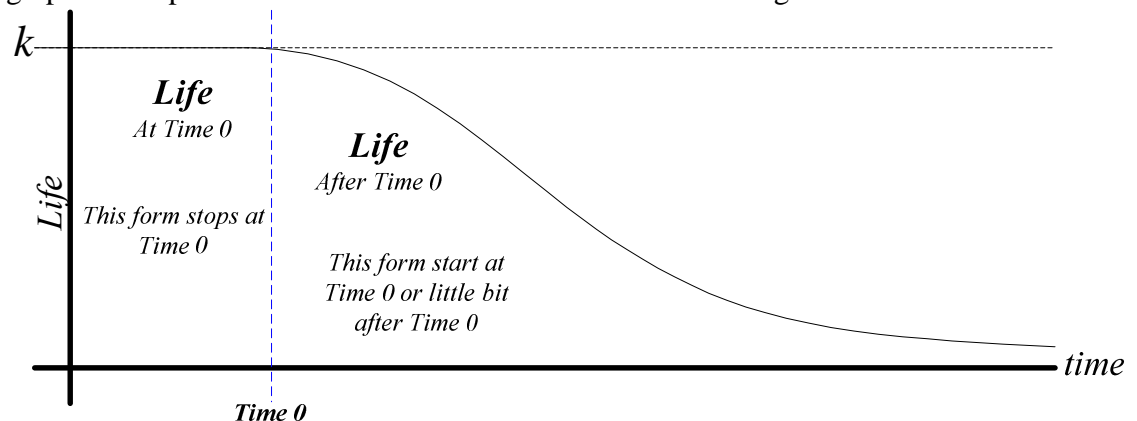 k
Life
At Time 0
Life
After Time 0
Life
This form stops at
Time 0
This form start at
Time 0 or little bit
after Time 0
time
Time 0